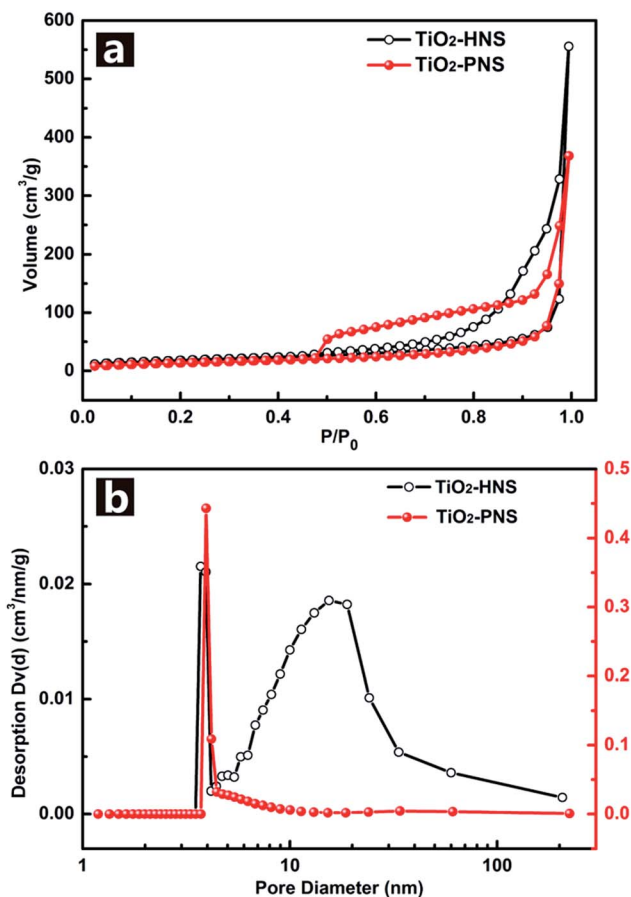 a
TiO₂-HNS
TiO₂-PNS
600
500
400
300
200
100
0
Volume (cm³/g)
0.0 0.2 0.4 0.6 0.8 1.0
P/P₀
b
TiO₂-HNS
TiO₂-PNS
0.03
0.02
0.01
0.00
Desorption Dv(d) (cm³/nm/g)
0.5
0.4
0.3
0.2
0.1
0.0
1 10 100
Pore Diameter (nm)